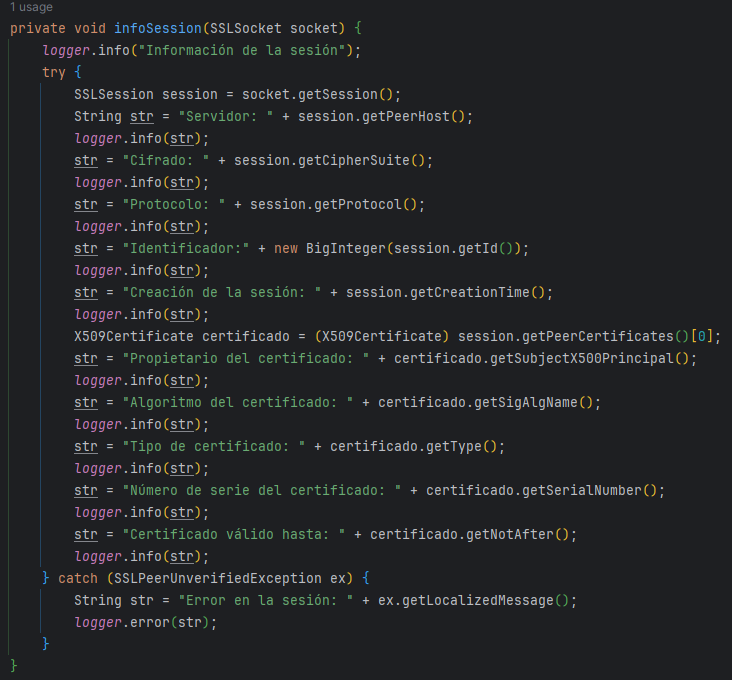 1 usage
private void infoSession(SSLSocket socket) {
    logger.info("Información de la sesión");
    try {
        SSLSession session = socket.getSession();
        String str = "Servidor: " + session.getPeerHost();
        logger.info(str);
        str = "Cifrado: " + session.getCipherSuite();
        logger.info(str);
        str = "Protocolo: " + session.getProtocol();
        logger.info(str);
        str = "Identificador:" + new BigInteger(session.getId());
        logger.info(str);
        str = "Creación de la sesión: " + session.getCreationTime();
        logger.info(str);
        X509Certificate certificado = (X509Certificate) session.getPeerCertificates()[0];
        str = "Propietario del certificado: " + certificado.getSubjectX500Principal();
        logger.info(str);
        str = "Algoritmo del certificado: " + certificado.getSigAlgName();
        logger.info(str);
        str = "Tipo de certificado: " + certificado.getType();
        logger.info(str);
        str = "Número de serie del certificado: " + certificado.getSerialNumber();
        logger.info(str);
        str = "Certificado válido hasta: " + certificado.getNotAfter();
        logger.info(str);
    } catch (SSLPeerUnverifiedException ex) {
        String str = "Error en la sesión: " + ex.getLocalizedMessage();
        logger.error(str);
    }
}